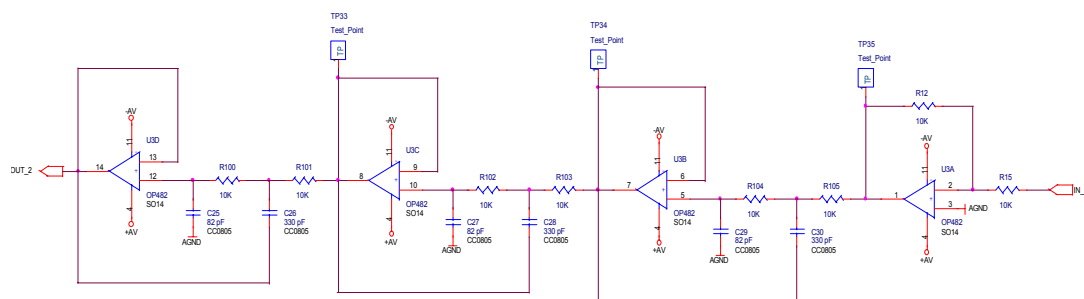 TP33
Test_Point
TP
TP34
Test_Point
TP
TP35
Test_Point
TP
R12
10K
-AV
11
U3D
13
14
12
OP482
SO14
4
+AV
R100
10K
R101
10K
C25
82 pF
CC0805
AGND
C26
330 pF
CC0805
-AV
11
U3C
9
8
10
OP482
SO14
4
+AV
R102
10K
R103
10K
C27
82 pF
CC0805
AGND
C28
330 pF
CC0805
-AV
11
U3B
6
7
5
OP482
SO14
4
+AV
R104
10K
R105
10K
C29
82 pF
CC0805
AGND
C30
330 pF
CC0805
-AV
11
U3A
2
1
3
AGND
OP482
SO14
4
+AV
R15
10K
IN_
OUT_2